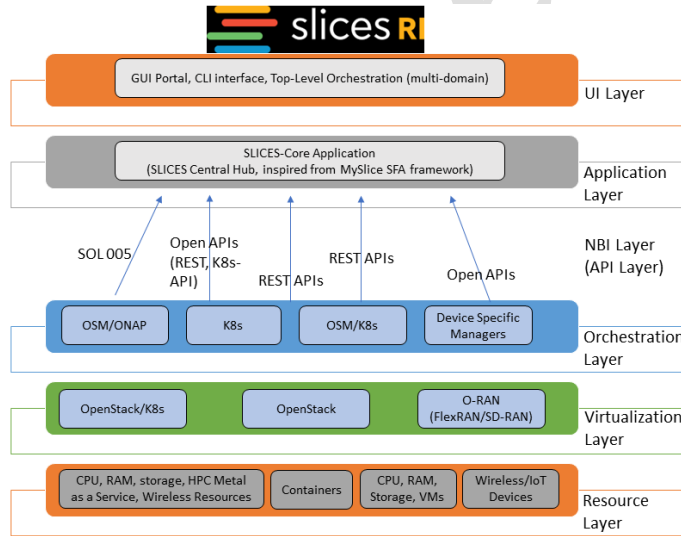 slices RI
GUI Portal, CLI interface, Top-Level Orchestration (multi-domain)
UI Layer
SLICES-Core Application
(SLICES Central Hub, inspired from MySlice SFA framework)
Application
Layer
SOL 005
Open APIs
(REST, K8s-
API)
REST APIs
REST APIs
Open APIs
NBI Layer
(API Layer)
OSM/ONAP
K8s
OSM/K8s
Device Specific
Managers
Orchestration
Layer
OpenStack/K8s
OpenStack
O-RAN
(FlexRAN/SD-RAN)
Virtualization
Layer
CPU, RAM, storage, HPC Metal
as a Service, Wireless Resources
Containers
CPU, RAM,
Storage, VMs
Wireless/IoT
Devices
Resource
Layer